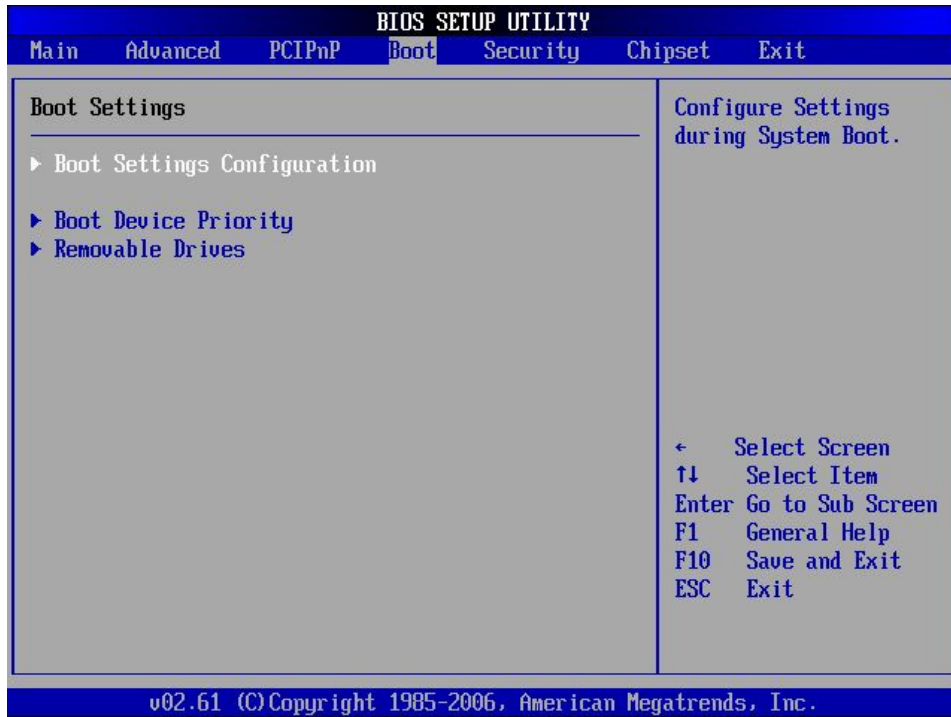 BIOS SETUP UTILITY
Main Advanced PCIPnP Boot Security Chipset Exit
Boot Settings
▶ Boot Settings Configuration
▶ Boot Device Priority
▶ Removable Drives
Configure Settings
during System Boot.
← Select Screen
↑↓ Select Item
Enter Go to Sub Screen
F1 General Help
F10 Save and Exit
ESC Exit
v02.61 (C)Copyright 1985-2006, American Megatrends, Inc.